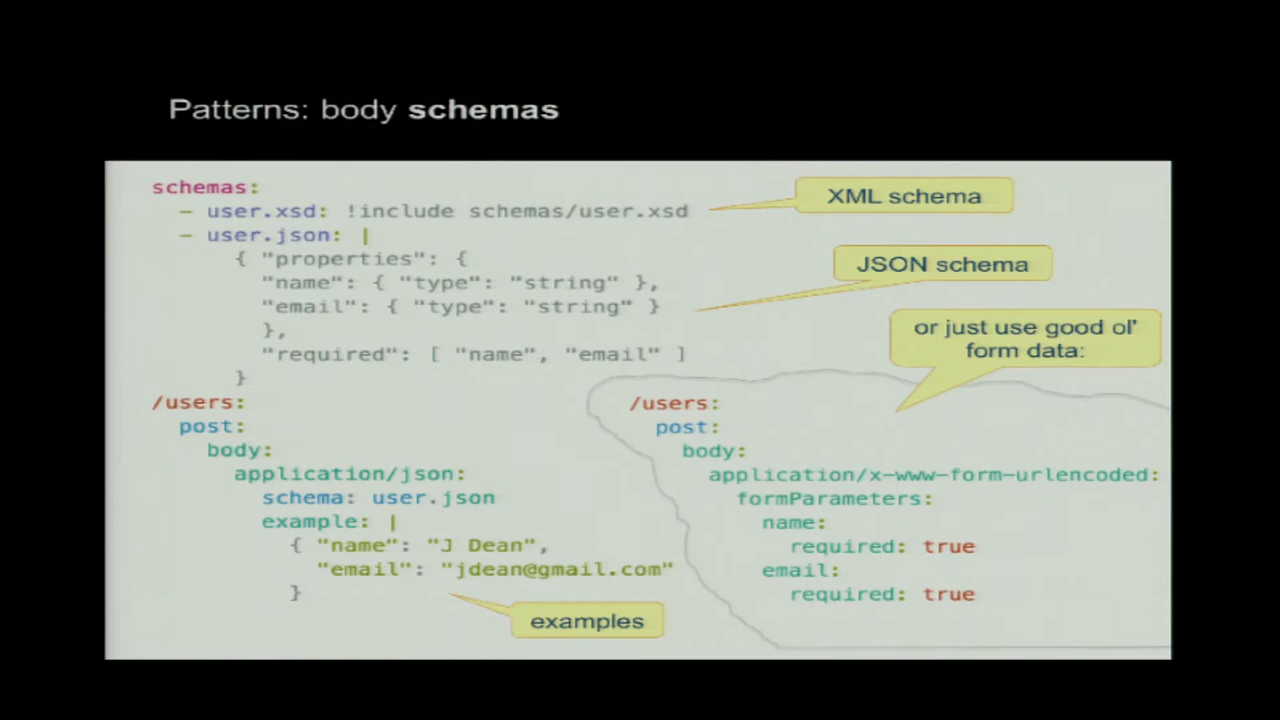 Patterns: body schemas
schemas:
- user.xsd: !include schemas/user.xsd
- user.json: |
{ "properties": {
"name": { "type": "string" },
"email": { "type": "string" }
},
"required": [ "name", "email" ]
}
XML schema
JSON schema
or just use good ol'
form data:
/users:
post:
body:
application/json:
schema: user.json
example: |
{ "name": "J Dean",
"email": "jdean@gmail.com"
}
examples
/users:
post:
body:
application/x-www-form-urlencoded:
formParameters:
name:
required: true
email:
required: true